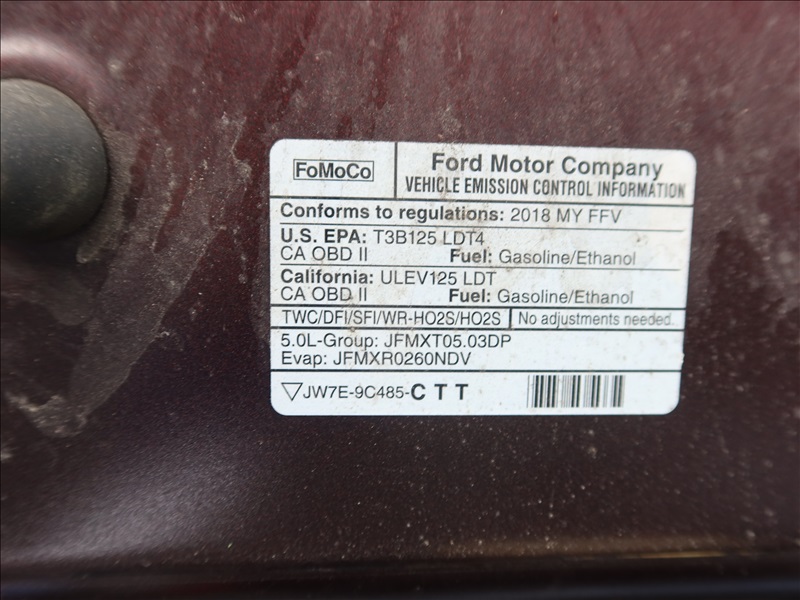 FoMoCo
Ford Motor Company
VEHICLE EMISSION CONTROL INFORMATION
Conforms to regulations: 2018 MY FFV
U.S. EPA: T3B125 LDT4
CA OBD II Fuel: Gasoline/Ethanol
California: ULEV125 LDT
CA OBD II Fuel: Gasoline/Ethanol
TWC/DFI/SFI/WR-HO2S/HO2S No adjustments needed.
5.0L-Group: JFMXT05.03DP
Evap: JFMXR0260NDV
JW7E-9C485-C T T